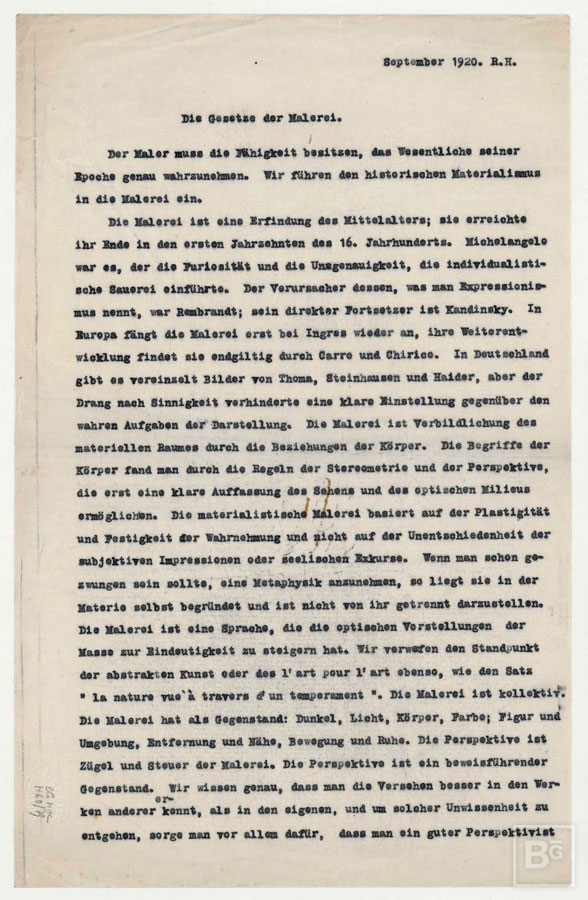 September 1920. R.H.
Die Gesetze der Malerei.
Der Maler muss die Fähigkeit besitzen, das Wesentliche seiner
Epoche genau wahrzunehmen. Wir führen den historischen Materialismus
in die Malerei ein.
Die Malerei ist eine Erfindung des Mittelalters; sie erreichte
ihr Ende in den ersten Jahrzehnten des 16. Jahrhunderts. Michelangelo
war es, der die Furiosität und die Ungenauigkeit, die individualisti-
sche Sauerei einführte. Der Verursacher dessen, was man Expressionis-
mus nennt, war Rembrandt; sein direkter Fortsetzer ist Kandinsky. In
Europa fängt die Malerei erst bei Ingres wieder an, ihre Weiterent-
wicklung findet sie endgiltig durch Carro und Chirico. In Deutschland
gibt es vereinzelt Bilder von Thoma, Steinhausen und Haider, aber der
Drang nach Sinnigkeit verhinderte eine klare Einstellung gegenüber den
wahren Aufgaben der Darstellung. Die Malerei ist Verbildlichung des
materiellen Raumes durch die Beziehungen der Körper. Die Begriffe der
Körper fand man durch die Regeln der Stereometrie und der Perspektive,
die erst eine klare Auffassung des Sehens und des optischen Milieus
ermöglichen. Die materialistische Malerei basiert auf der Plastigität
und Festigkeit der Wahrnehmung und nicht auf der Unentschiedenheit der
subjektiven Impressionen oder seelischen Exkurse. Wenn man schon ge-
zwungen sein sollte, eine Metaphysik anzunehmen, so liegt sie in der
Materie selbst begründet und ist nicht von ihr getrennt darzustellen.
Die Malerei ist eine Sprache, die die optischen Vorstellungen der
Masse zur Eindeutigkeit zu steigern hat. Wir verwefen den Standpunkt
der abstrakten Kunst oder des l'art pour l'art ebenso, wie den Satz
" la nature vue à travers d'un temperament ". Die Malerei ist kollektiv.
Die Malerei hat als Gegenstand: Dunkel, Licht, Körper, Farbe; Figur und
Umgebung, Entfernung und Nähe, Bewegung und Ruhe. Die Perspektive ist
Zügel und Steuer der Malerei. Die Perspektive ist ein beweisführender
Gegenstand. Wir wissen genau, dass man die Versehen besser in den Wer-
ken anderer erkennt, als in den eigenen, und um solcher Unwissenheit zu
entgehen, sorge man vor allem dafür, dass man ein guter Perspektivist
BG